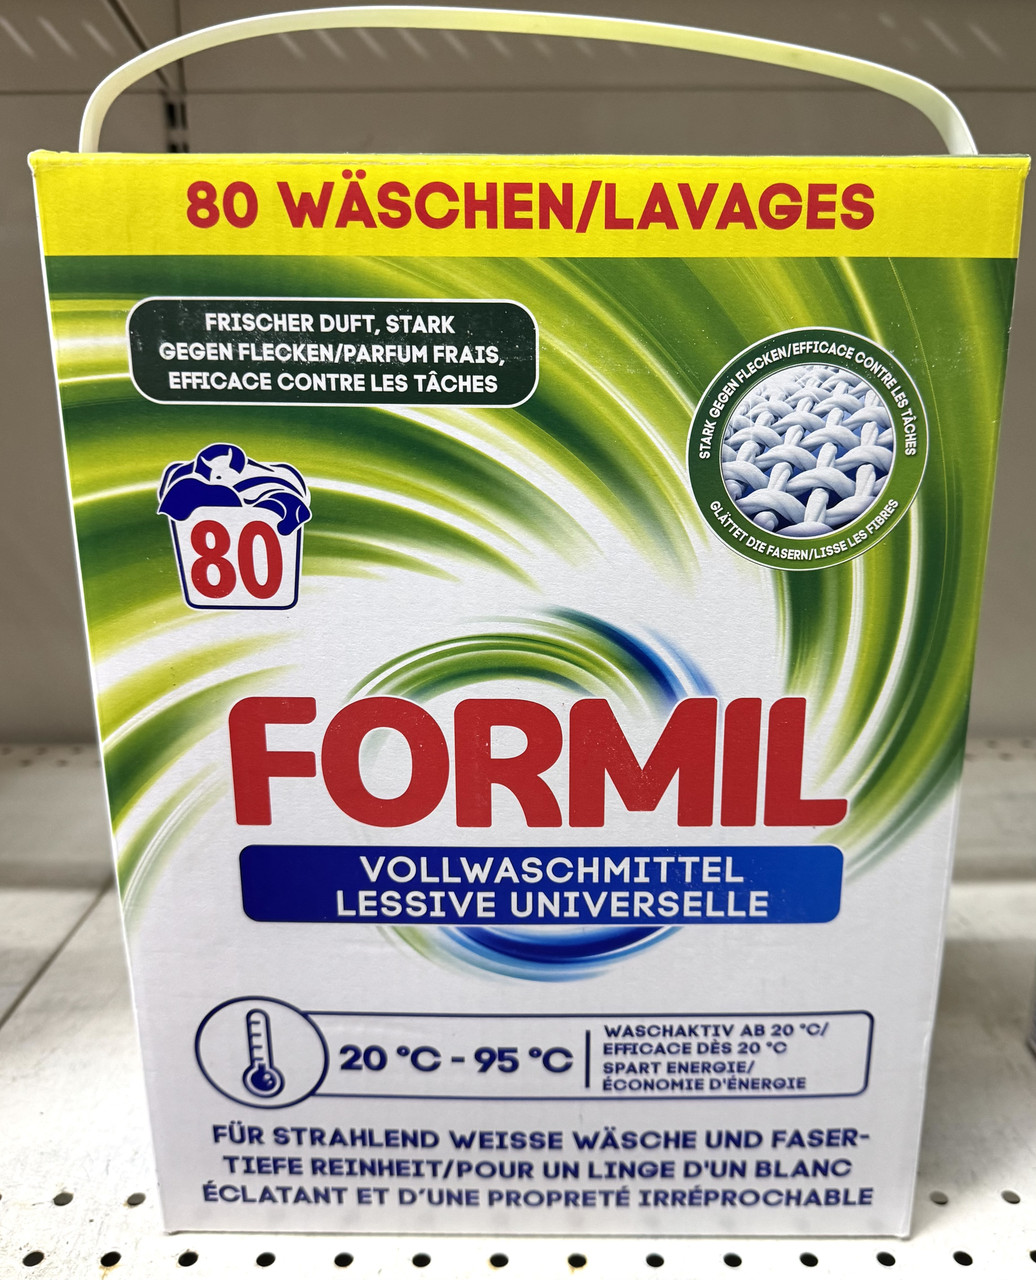 80 WÄSCHEN/LAVAGES
FRISCHER DUFT, STARK
GEGEN FLECKEN/PARFUM FRAIS,
EFFICACE CONTRE LES TÂCHES
STARK GEGEN FLECKEN/EFFICACE CONTRE LES TÂCHES
GLÄTTET DIE FASERN/LISSE LES FIBRES
80
FORMIL
VOLLWASCHMITTEL
LESSIVE UNIVERSELLE
20 °C - 95 °C
WASCHAKTIV AB 20 °C/
EFFICACE DÈS 20 °C
SPART ENERGIE/
ÉCONOMIE D'ÉNERGIE
FÜR STRAHLEND WEISSE WÄSCHE UND FASER-
TIEFE REINHEIT/POUR UN LINGE D'UN BLANC
ÉCLATANT ET D'UNE PROPRETÉ IRRÉPROCHABLE